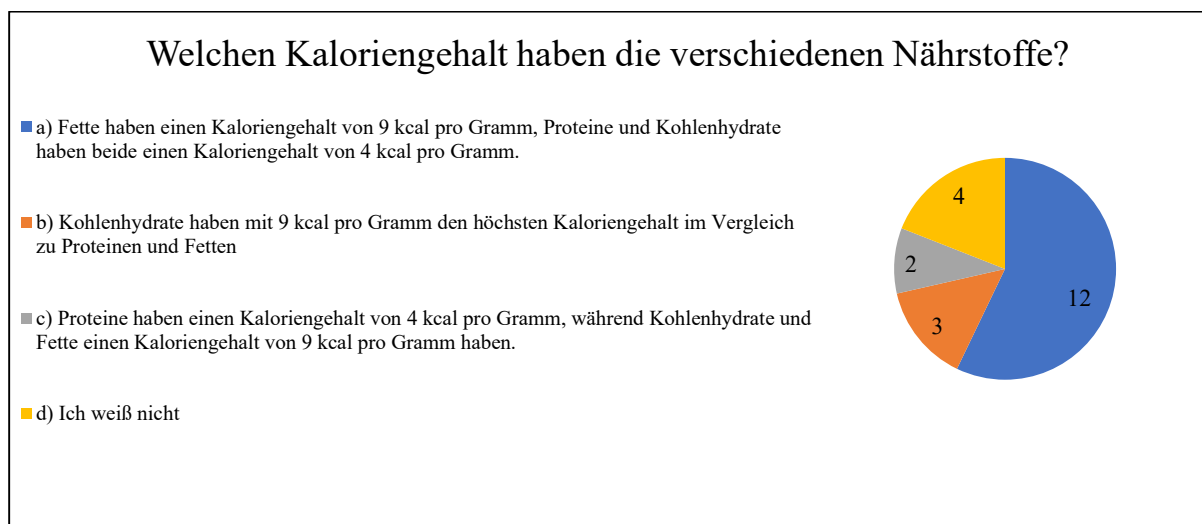 Welchen Kaloriengehalt haben die verschiedenen Nährstoffe?
a) Fette haben einen Kaloriengehalt von 9 kcal pro Gramm, Proteine und Kohlenhydrate
haben beide einen Kaloriengehalt von 4 kcal pro Gramm.
b) Kohlenhydrate haben mit 9 kcal pro Gramm den höchsten Kaloriengehalt im Vergleich
zu Proteinen und Fetten
c) Proteine haben einen Kaloriengehalt von 4 kcal pro Gramm, während Kohlenhydrate und
Fette einen Kaloriengehalt von 9 kcal pro Gramm haben.
d) Ich weiß nicht
4
2
3
12